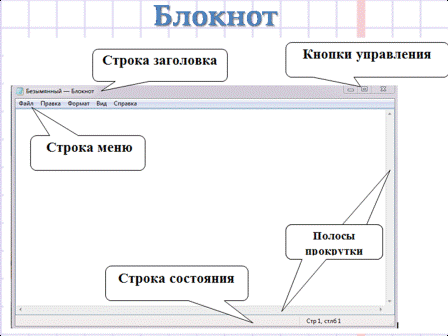 Блокнот
Строка заголовка
Кнопки управления
Безымянный — Блокнот
Файл Правка Формат Вид Справка
Строка меню
Полосы
прокрутки
Строка состояния
Стр 1, стлб 1